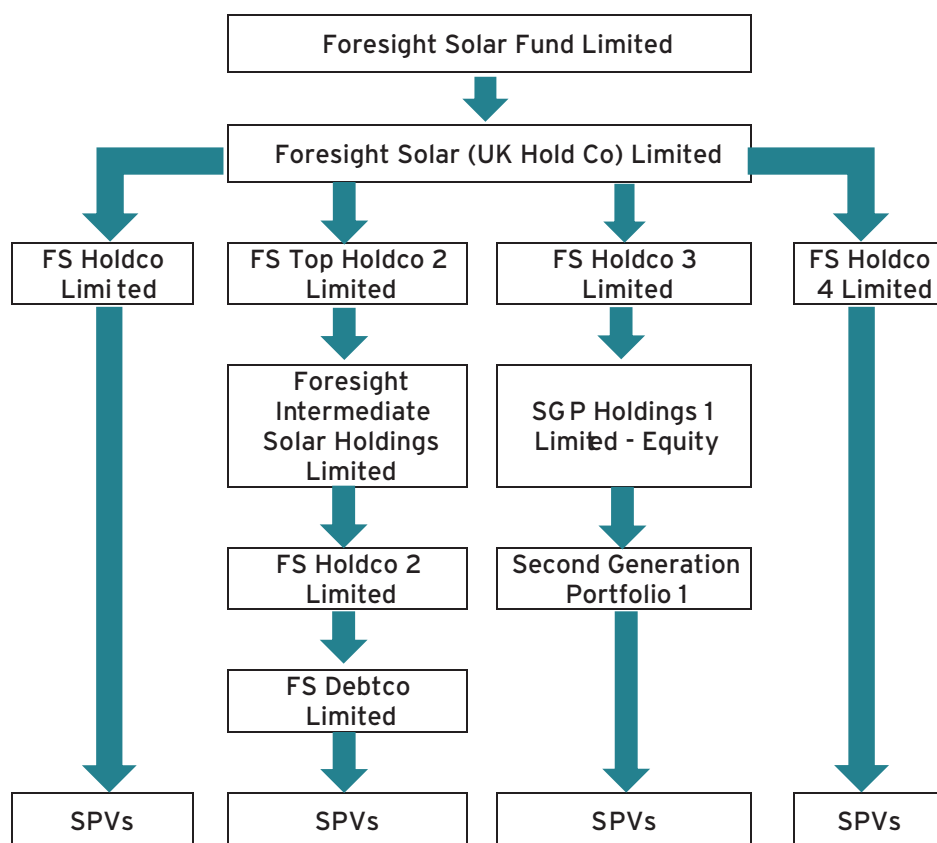 Foresight Solar Fund Limited
Foresight Solar (UK Hold Co) Limited
FS Holdco
Limited
FS Top Holdco 2
Limited
FS Holdco 3
Limited
FS Holdco
4 Limited
Foresight
Intermediate
Solar Holdings
Limited
SGP Holdings 1
Limited - Equity
FS Holdco 2
Limited
Second Generation
Portfolio 1
FS Debtco
Limited
SPVs
SPVs
SPVs
SPVs